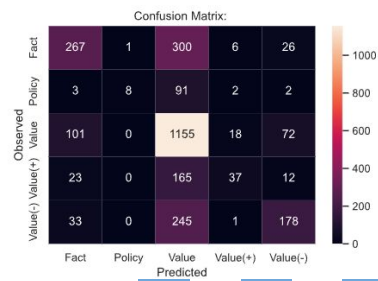 Confusion Matrix:
Fact 267 1 300 6 26
Policy 3 8 91 2 2
Value 101 0 1155 18 72
Value(+) 23 0 165 37 12
Value(-) 33 0 245 1 178
Fact Policy Value Value(+) Value(-)
Predicted
Observed
1000
800
600
400
200
0